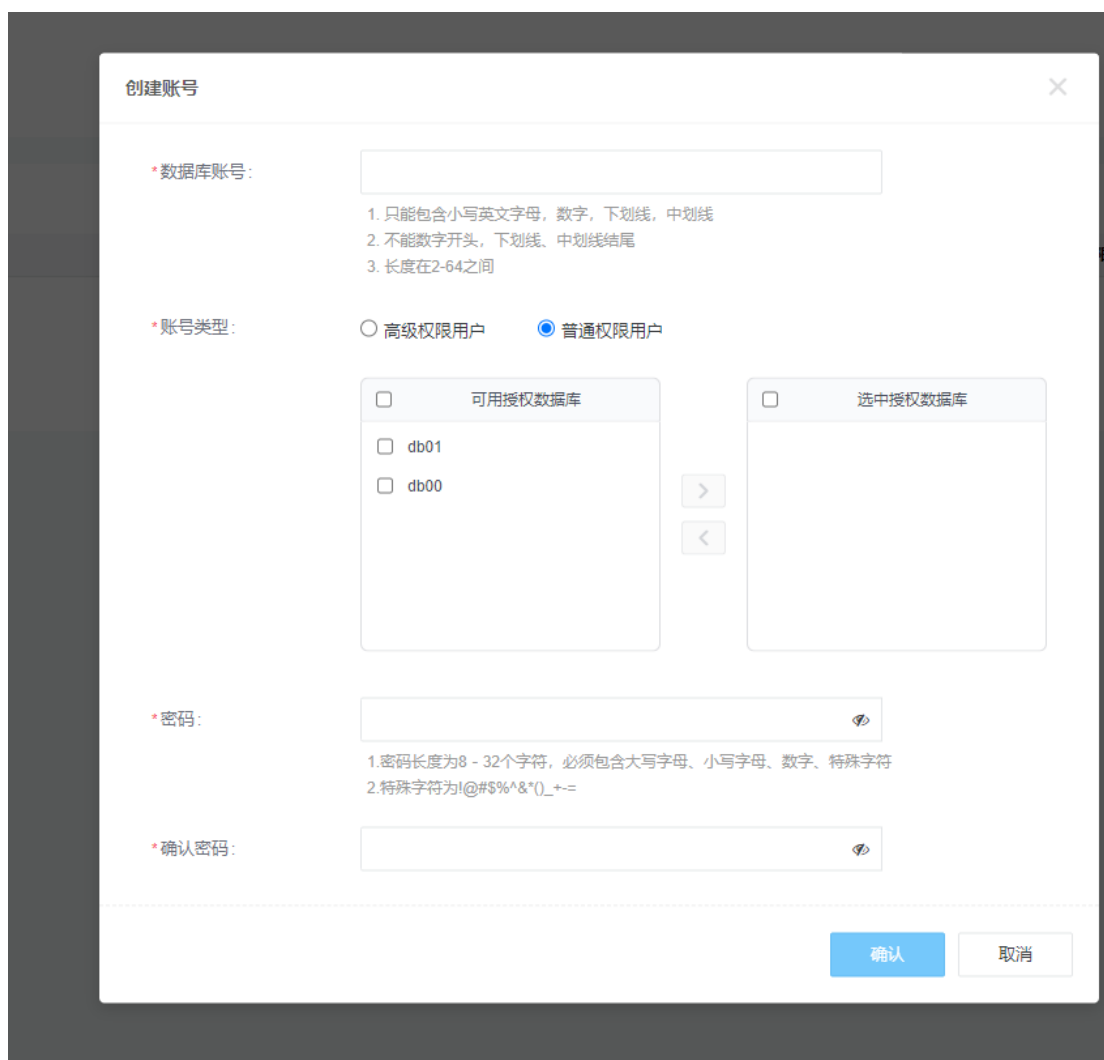 创建账号
*数据库账号:
1. 只能包含小写英文字母，数字，下划线，中划线
2. 不能数字开头，下划线、中划线结尾
3. 长度在2-64之间
*账号类型:
高级权限用户 普通权限用户
可用授权数据库 选中授权数据库
db01
db00
*密码:
1.密码长度为8 - 32个字符，必须包含大写字母、小写字母、数字、特殊字符
2.特殊字符为!@#$%^&*()_+-=
*确认密码:
确认 取消